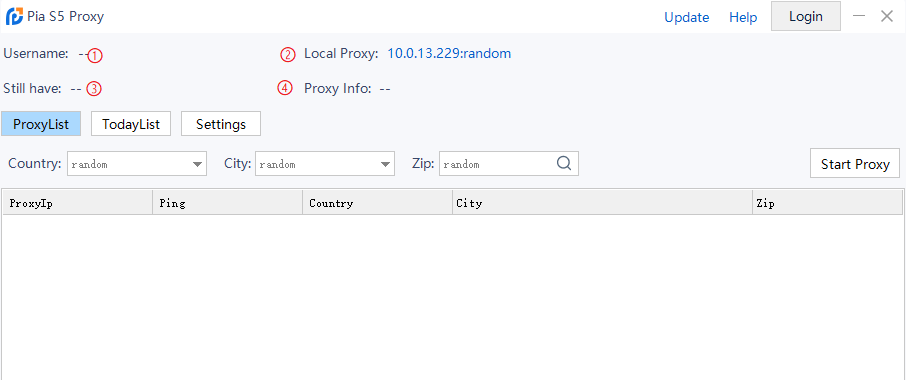 Pia S5 Proxy Update Help Login
Username: -- ① ② Local Proxy: 10.0.13.229:random
Still have: -- ③ ④ Proxy Info: --
ProxyList TodayList Settings
Country: random City: random Zip: random Start Proxy
ProxyIp Ping Country City Zip